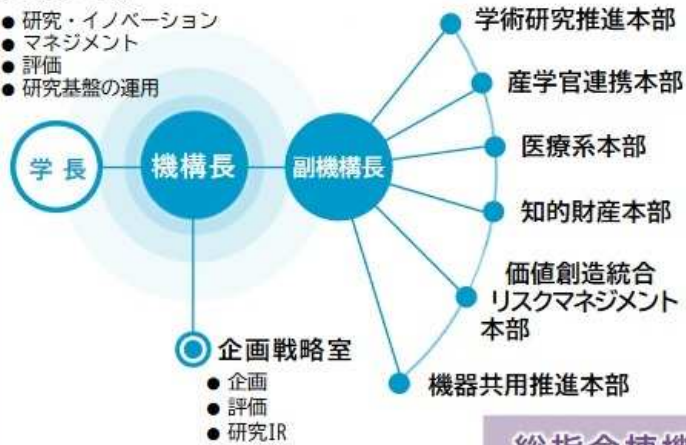 ● 研究・イノベーション
● マネジメント
● 評価
● 研究基盤の運用
学長
機構長
副機構長
学術研究推進本部
産学官連携本部
医療系本部
知的財産本部
価値創造統合
リスクマネジメント
本部
機器共用推進本部
企画戦略室
● 企画
● 評価
● 研究IR